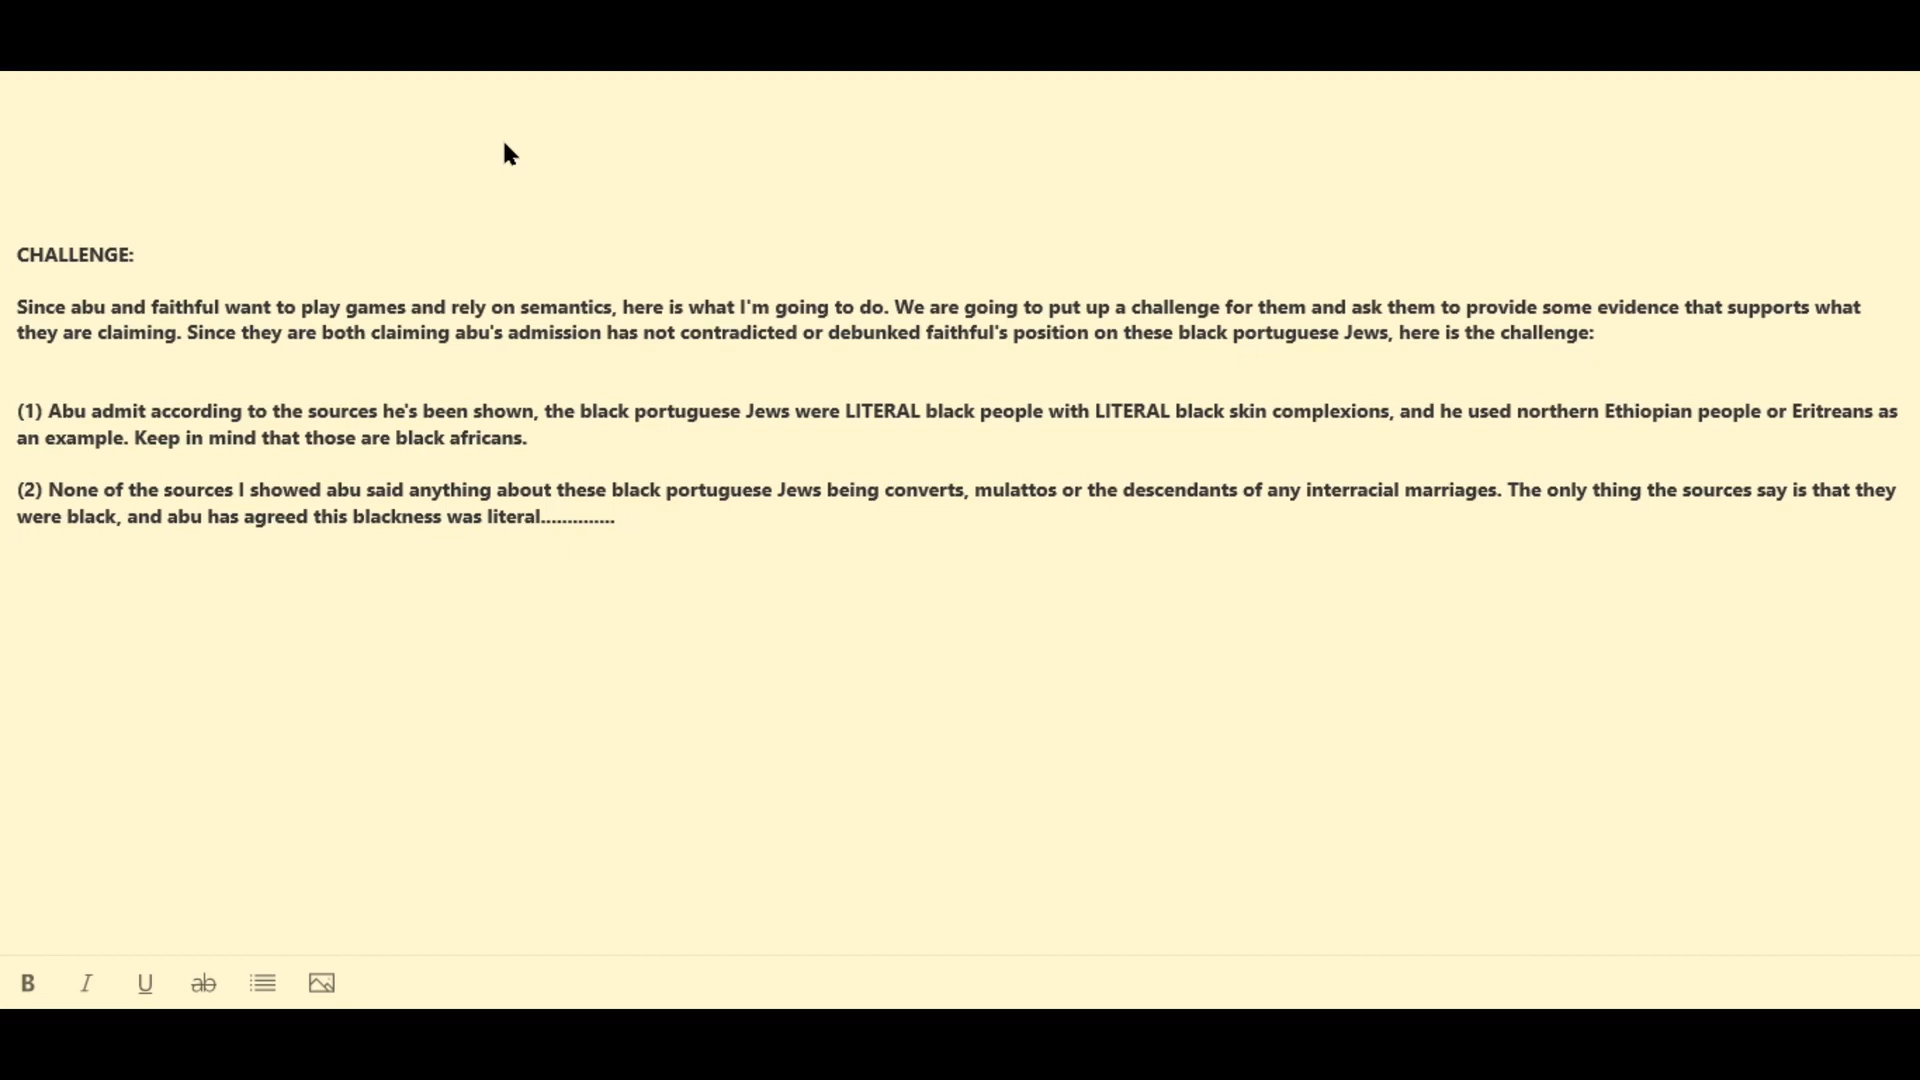 CHALLENGE:
Since abu and faithful want to play games and rely on semantics, here is what I'm going to do. We are going to put up a challenge for them and ask them to provide some evidence that supports what
they are claiming. Since they are both claiming abu's admission has not contradicted or debunked faithful's position on these black portuguese Jews, here is the challenge:
(1) Abu admit according to the sources he's been shown, the black portuguese Jews were LITERAL black people with LITERAL black skin complexions, and he used northern Ethiopian people or Eritreans as
an example. Keep in mind that those are black africans.
(2) None of the sources I showed abu said anything about these black portuguese Jews being converts, mulattos or the descendants of any interracial marriages. The only thing the sources say is that they
were black, and abu has agreed this blackness was literal..............
B I U ab